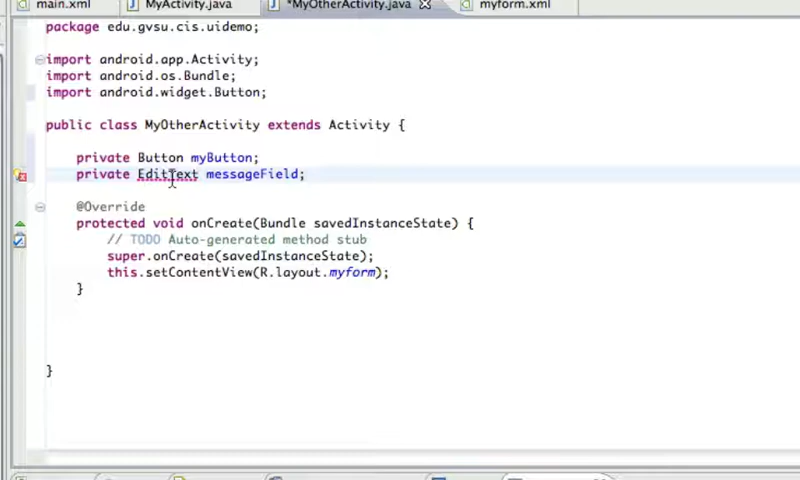 main.xml MyActivity.java *MyOtherActivity.java myform.xml
package edu.gvsu.cis.uidemo;
import android.app.Activity;
import android.os.Bundle;
import android.widget.Button;
public class MyOtherActivity extends Activity {
private Button myButton;
private EditText messageField;
@Override
protected void onCreate(Bundle savedInstanceState) {
// TODO Auto-generated method stub
super.onCreate(savedInstanceState);
this.setContentView(R.layout.myform);
}
}